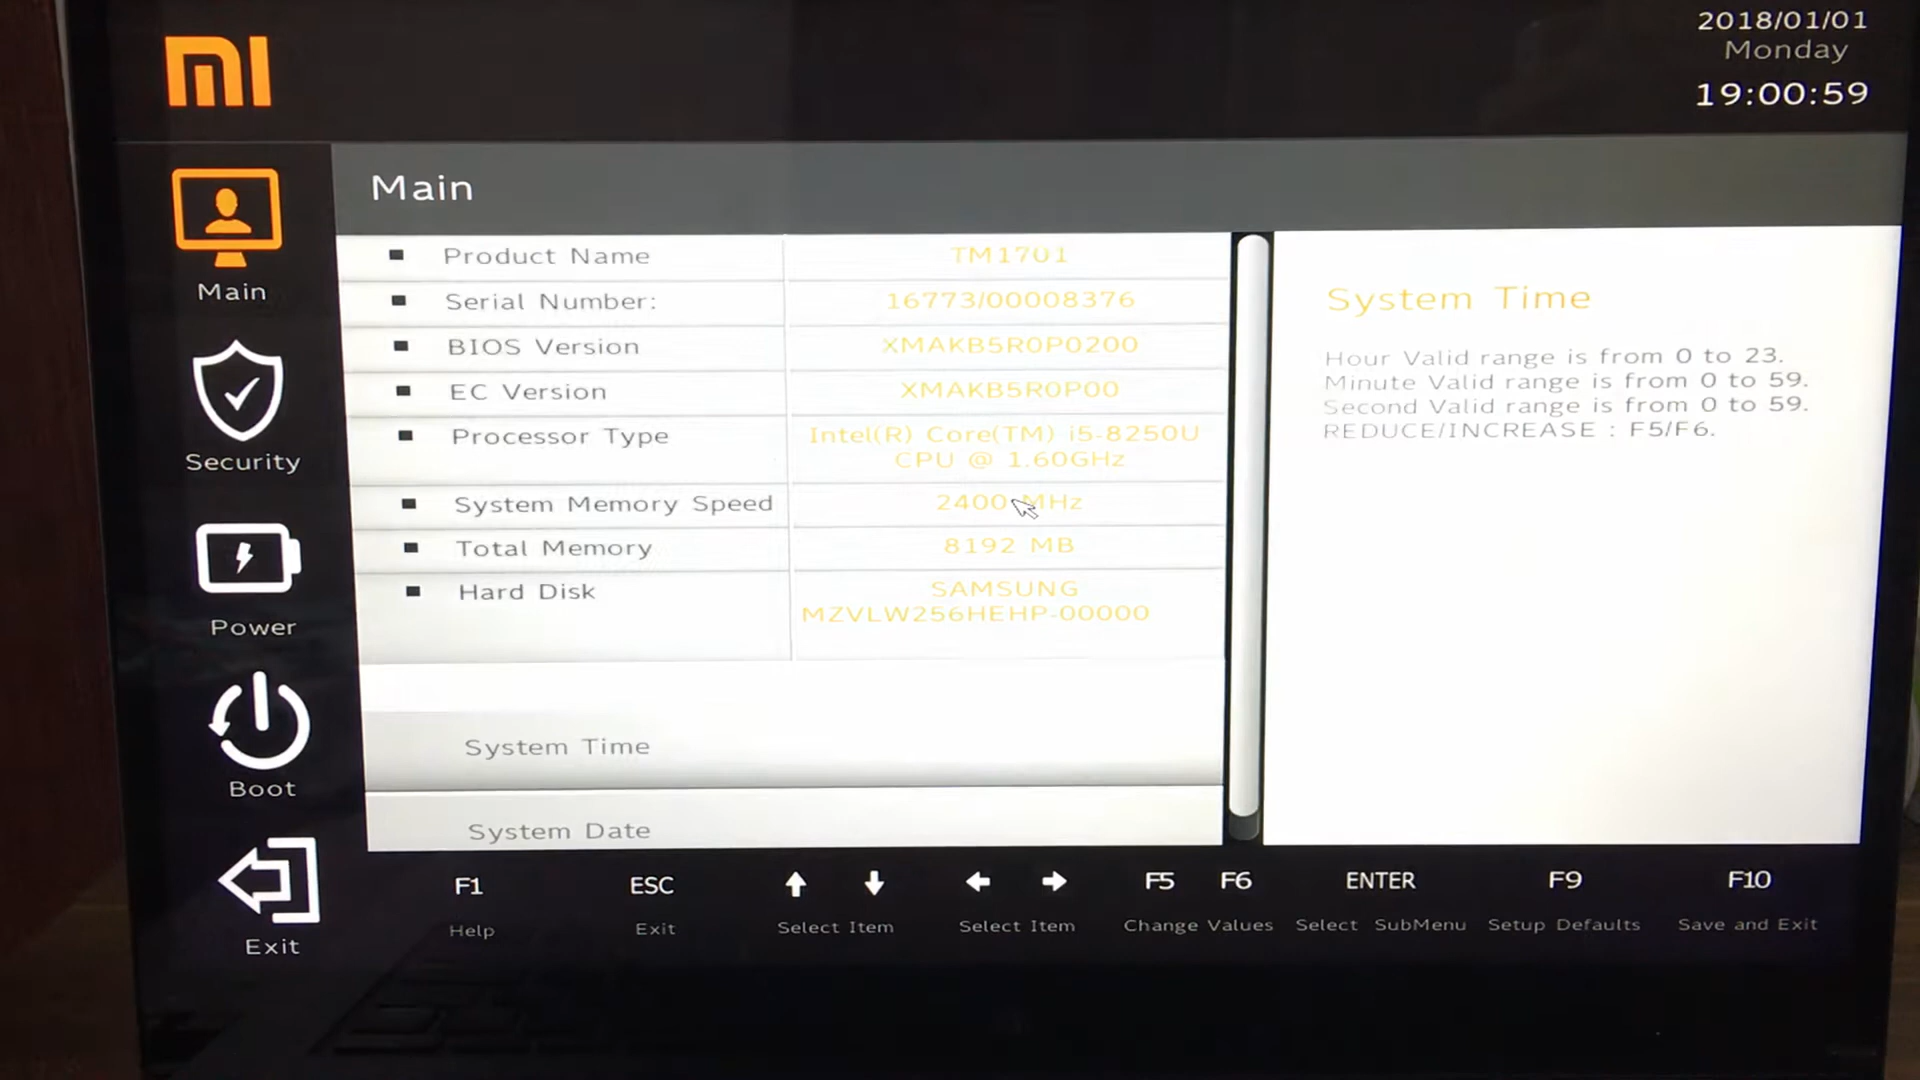 mi
2018/01/01
Monday
19:00:59
Main
Security
Power
Boot
Exit
Main
Product Name TM1701
Serial Number: 16773/00008376
BIOS Version XMAKB5R0P0200
EC Version XMAKB5R0P00
Processor Type Intel(R) Core(TM) i5-8250U
CPU @ 1.60GHz
System Memory Speed 2400 MHz
Total Memory 8192 MB
Hard Disk SAMSUNG
MZVLW256HEHP-00000
System Time
System Date
System Time
Hour Valid range is from 0 to 23.
Minute Valid range is from 0 to 59.
Second Valid range is from 0 to 59.
REDUCE/INCREASE : F5/F6.
F1 ESC F5 F6 ENTER F9 F10
Help Exit Select Item Select Item Change Values Select SubMenu Setup Defaults Save and Exit